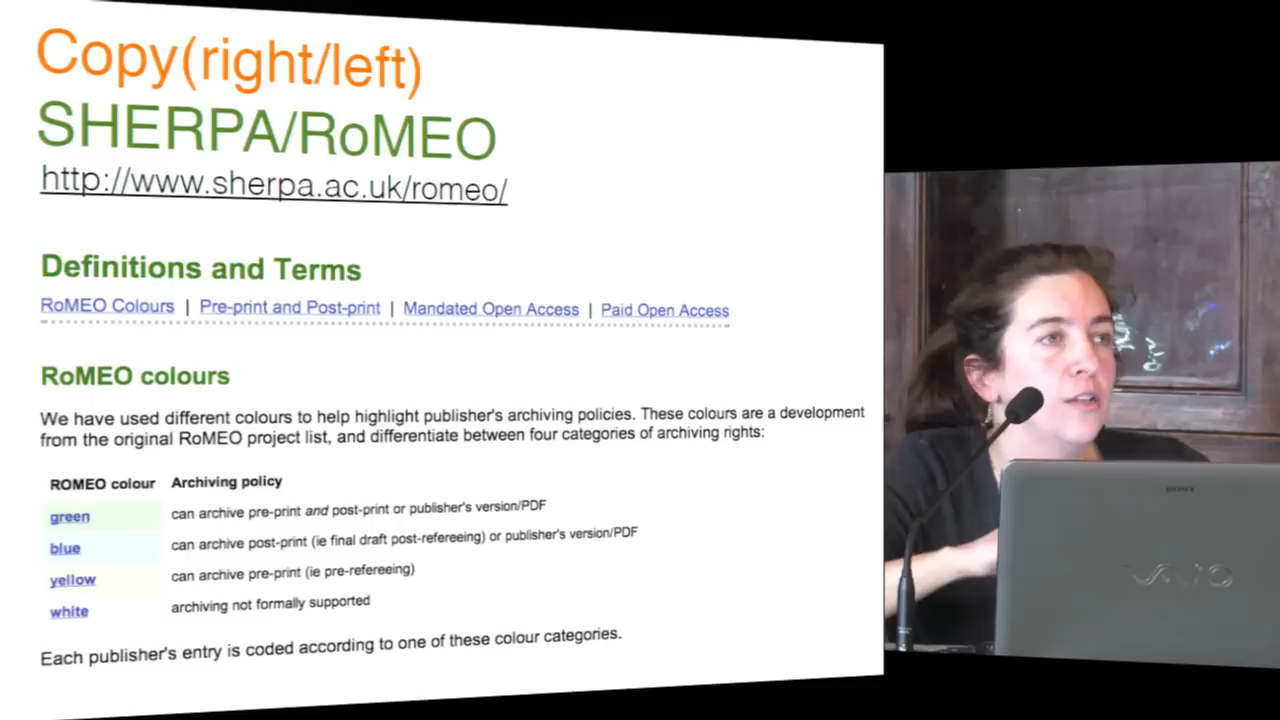 Copy(right/left)
SHERPA/RoMEO
http://www.sherpa.ac.uk/romeo/
Definitions and Terms
RoMEO Colours | Pre-print and Post-print | Mandated Open Access | Paid Open Access
RoMEO colours
We have used different colours to help highlight publisher's archiving policies. These colours are a development
from the original RoMEO project list, and differentiate between four categories of archiving rights:
ROMEO colour Archiving policy
green can archive pre-print and post-print or publisher's version/PDF
blue can archive post-print (ie final draft post-refereeing) or publisher's version/PDF
yellow can archive pre-print (ie pre-refereeing)
white archiving not formally supported
Each publisher's entry is coded according to one of these colour categories.
SONY
VAIO